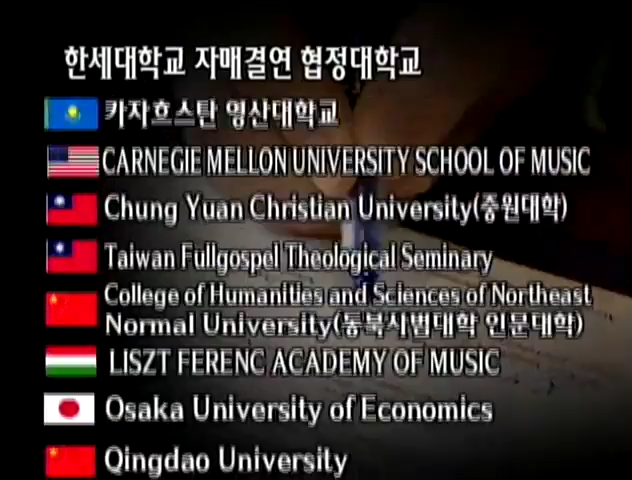 한세대학교 자매결연 협정대학교
카자흐스탄 영산대학교
CARNEGIE MELLON UNIVERSITY SCHOOL OF MUSIC
Chung Yuan Christian University(중원대학)
Taiwan Fullgospel Theological Seminary
College of Humanities and Sciences of Northeast
Normal University(동북사범대학 인문대학)
LISZT FERENC ACADEMY OF MUSIC
Osaka University of Economics
Qingdao University